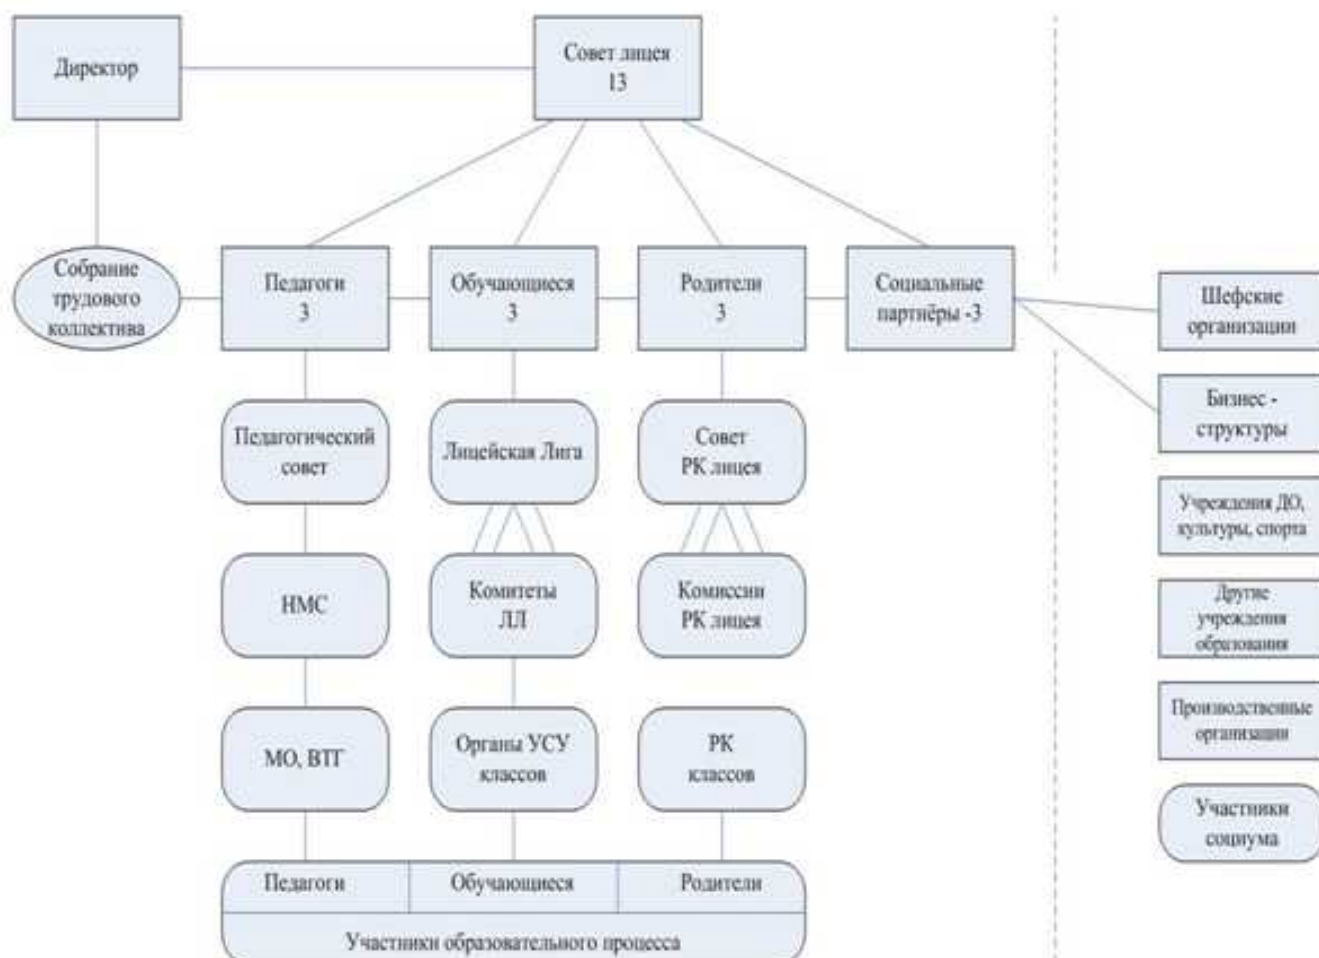 Директор
Совет лицея
13
Собрание
трудового
коллектива
Педагоги
3
Обучающиеся
3
Родители
3
Социальные
партнёры -3
Шефские
организации
Педагогический
совет
Лицейская Лига
Совет
РК лицея
Бизнес -
структуры
Учреждения ДО,
культуры, спорта
НМС
Комитеты
ЛЛ
Комиссии
РК лицея
Другие
учреждения
образования
МО, ВТГ
Органы УСУ
классов
РК
классов
Производственные
организации
Участники
социума
Педагоги
Обучающиеся
Родители
Участники образовательного процесса